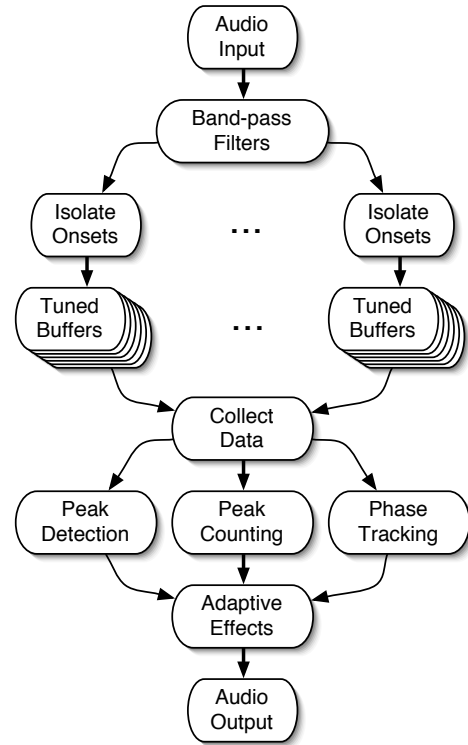 Audio
Input
Band-pass
Filters
Isolate
Onsets
...
Isolate
Onsets
Tuned
Buffers
...
Tuned
Buffers
Collect
Data
Peak
Detection
Peak
Counting
Phase
Tracking
Adaptive
Effects
Audio
Output